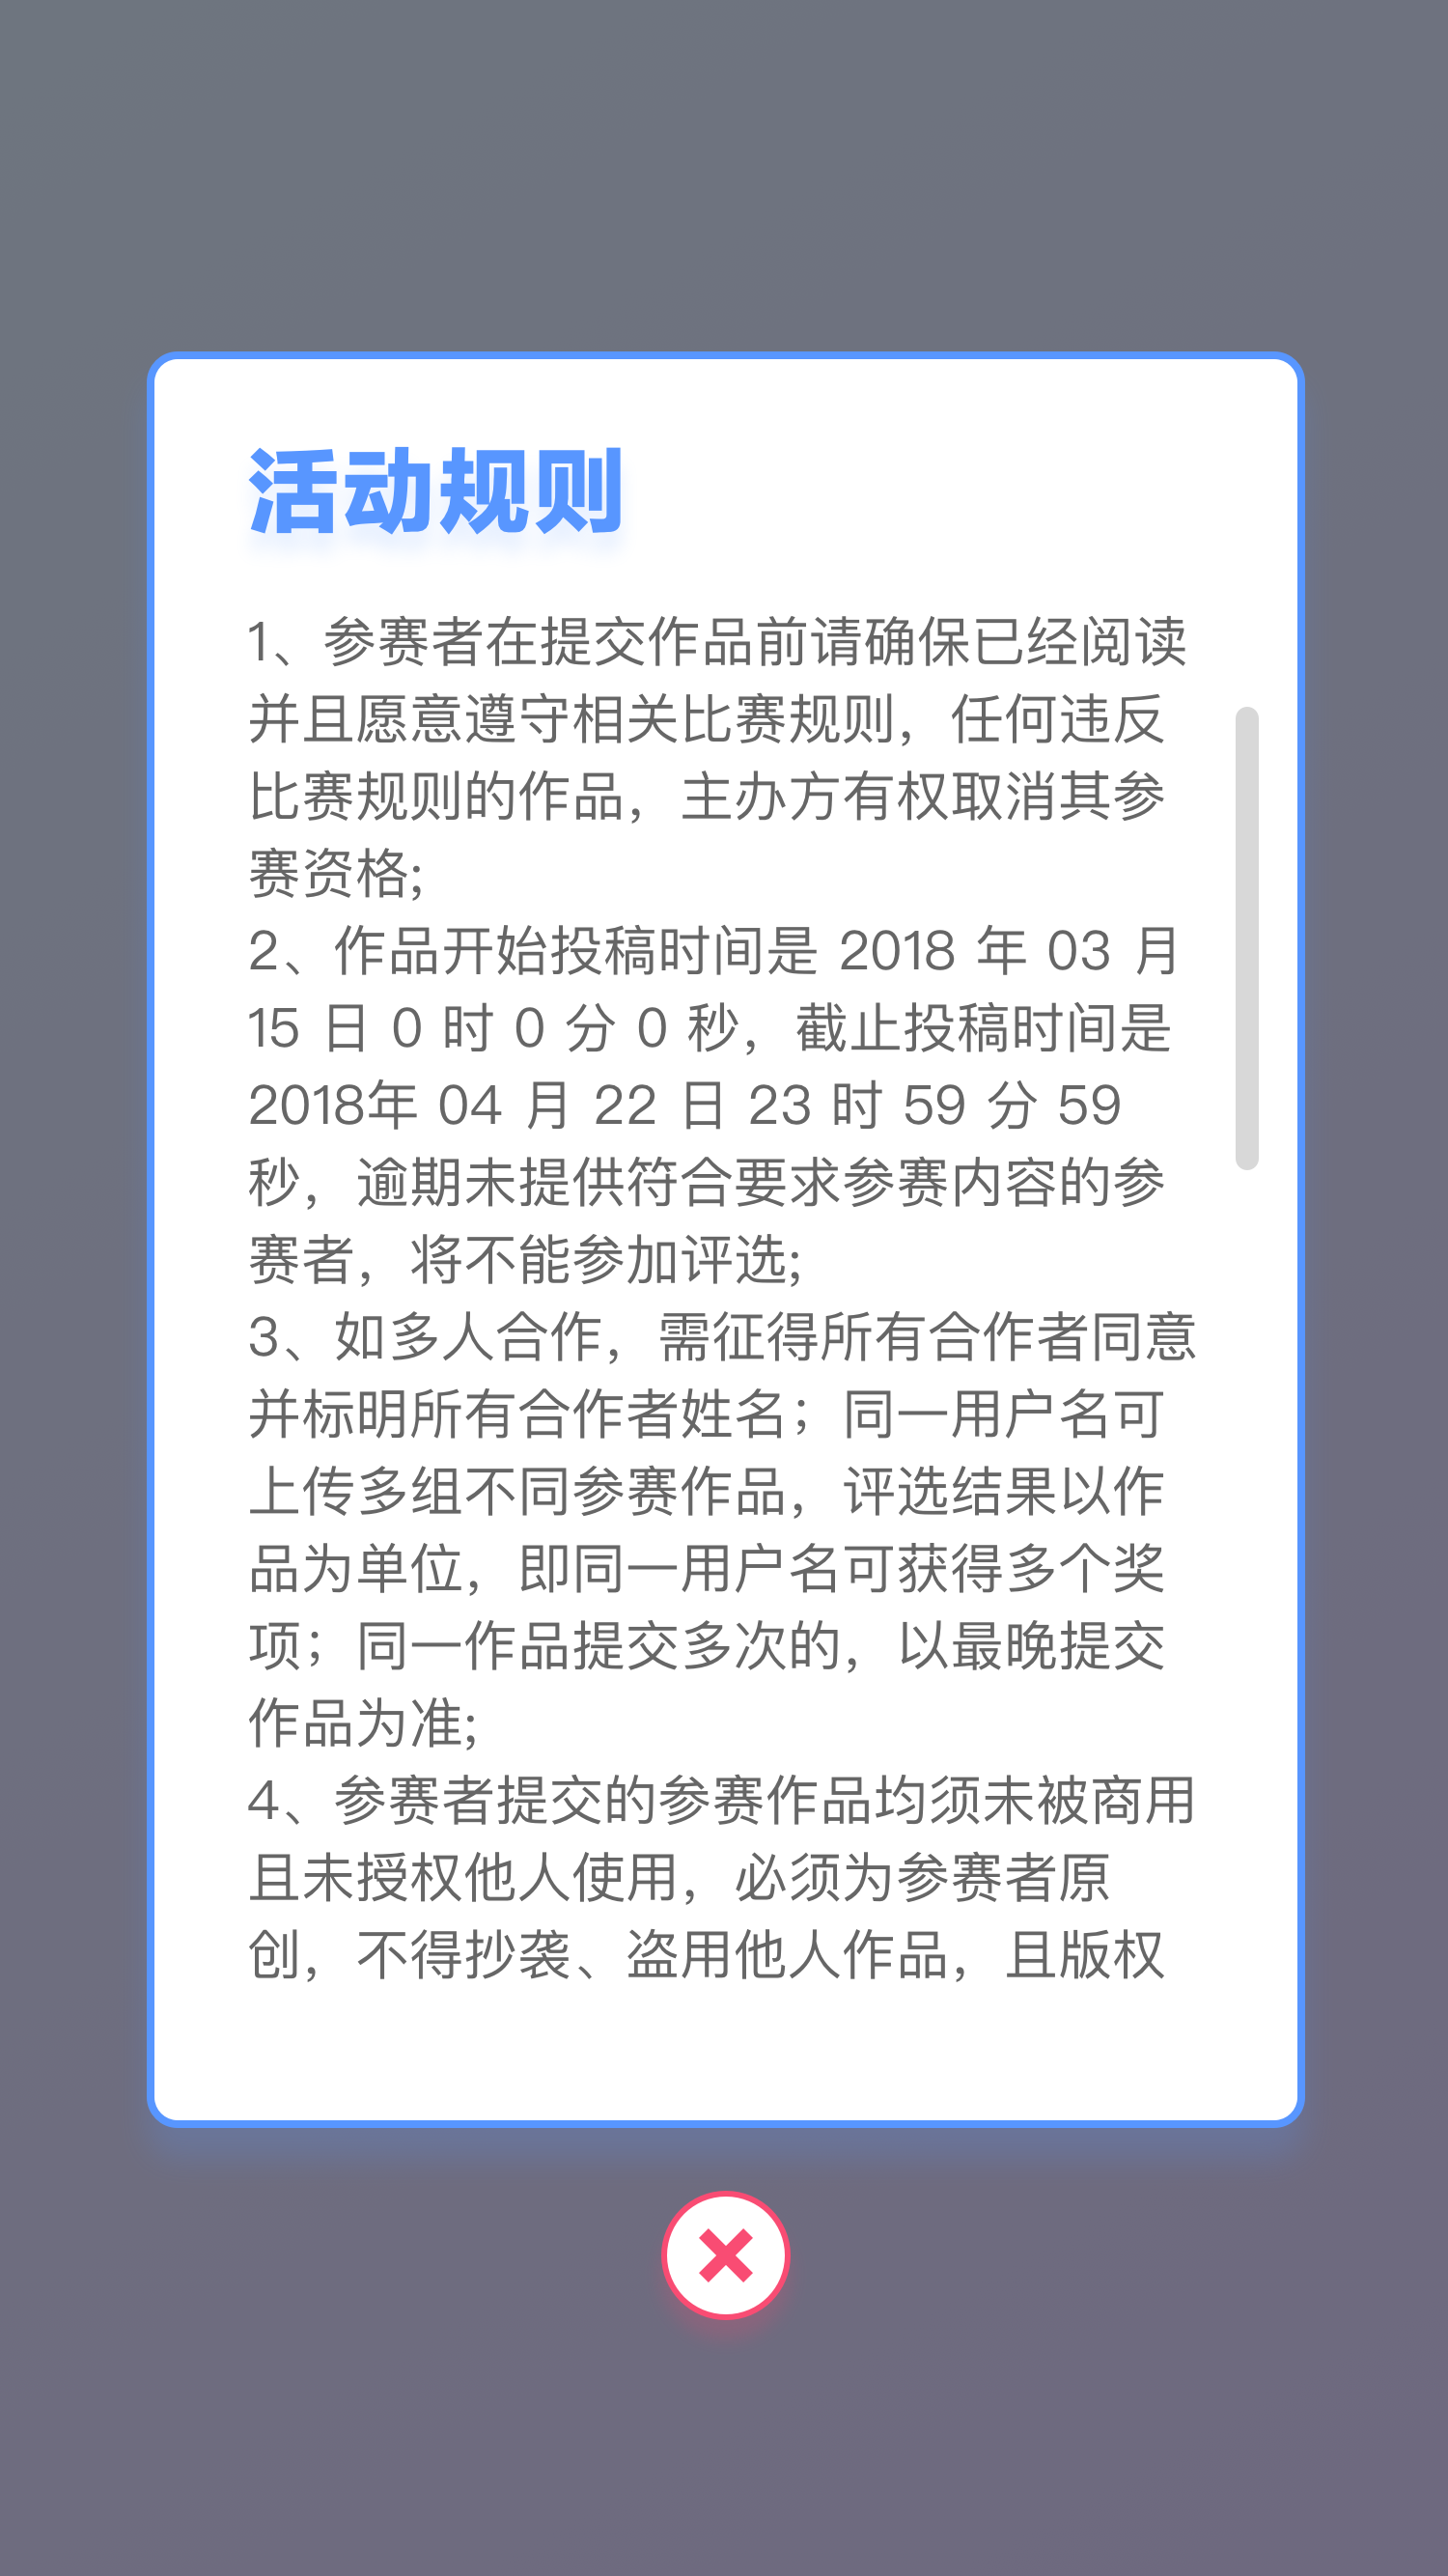 活动规则
1、参赛者在提交作品前请确保已经阅读
并且愿意遵守相关比赛规则，任何违反
比赛规则的作品，主办方有权取消其参
赛资格;
2、作品开始投稿时间是 2018 年 03 月
15 日 0 时 0 分 0 秒，截止投稿时间是
2018年 04 月 22 日 23 时 59 分 59
秒，逾期未提供符合要求参赛内容的参
赛者，将不能参加评选;
3、如多人合作，需征得所有合作者同意
并标明所有合作者姓名；同一用户名可
上传多组不同参赛作品，评选结果以作
品为单位，即同一用户名可获得多个奖
项；同一作品提交多次的，以最晚提交
作品为准;
4、参赛者提交的参赛作品均须未被商用
且未授权他人使用，必须为参赛者原
创，不得抄袭、盗用他人作品，且版权